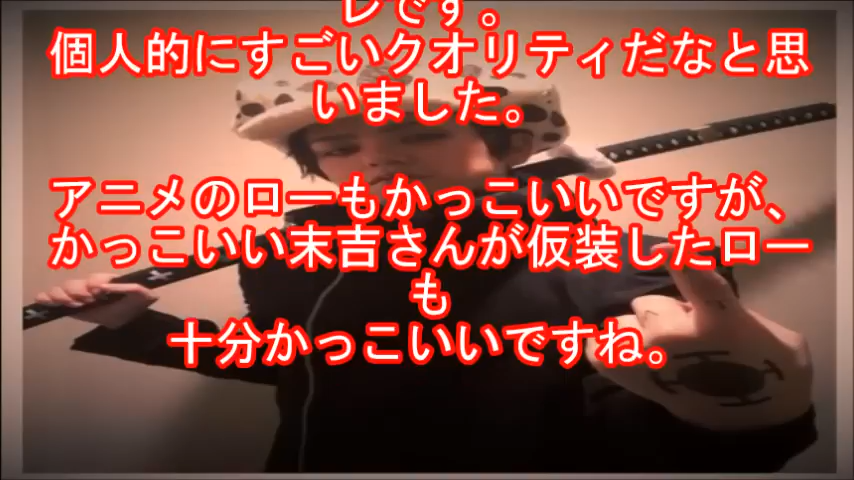 レです。
個人的にすごいクオリティだなと思
いました。
アニメのローもかっこいいですが、
かっこいい末吉さんが仮装したロー
も
十分かっこいいですね。